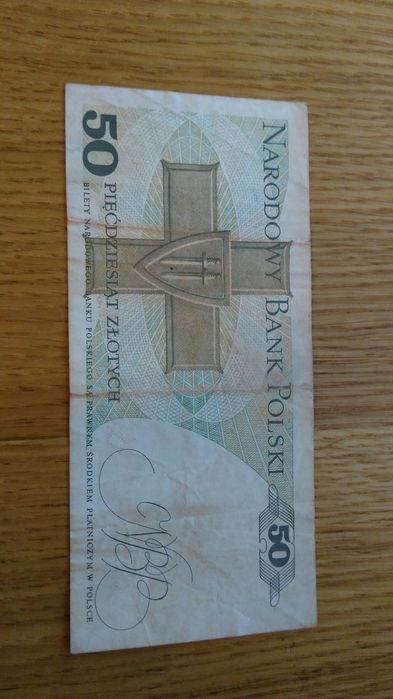 NARODOWY BANK POLSKI
50
50
PIĘĆDZIESIĄT ZŁOTYCH
BILETY NARODOWEGO BANKU POLSKIEGO SĄ PRAWNYM ŚRODKIEM PŁATNICZYM W POLSCE